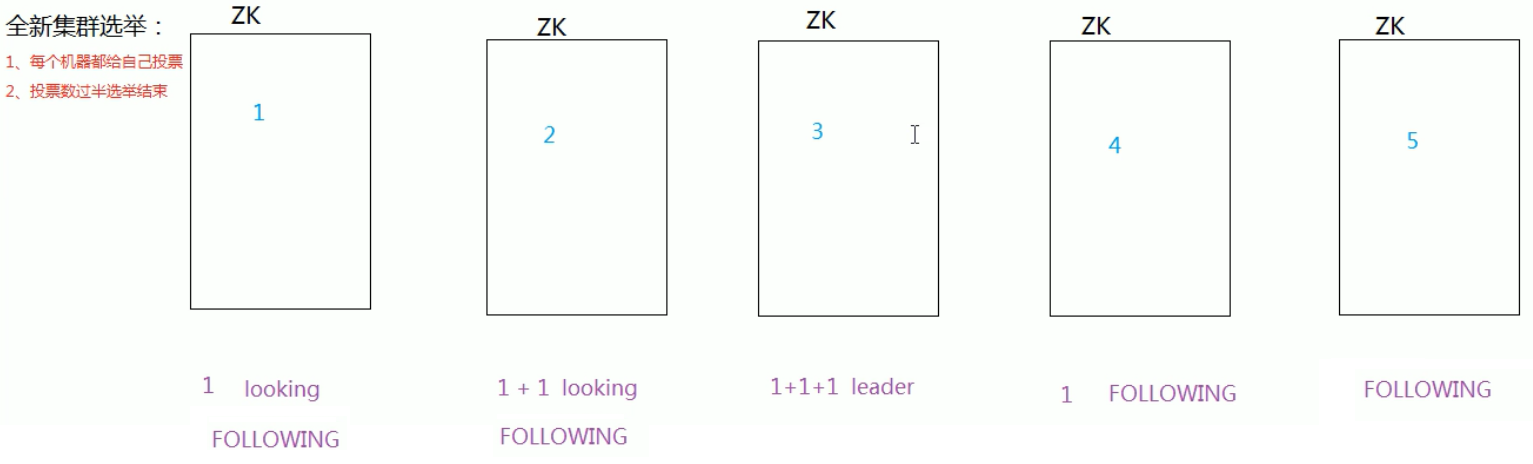 全新集群选举：
1、每个机器都给自己投票
2、投票数过半选举结束
ZK
ZK
ZK
ZK
ZK
1
2
3
4
5
1 looking
1 + 1 looking
1+1+1 leader
1 FOLLOWING
FOLLOWING
FOLLOWING
FOLLOWING